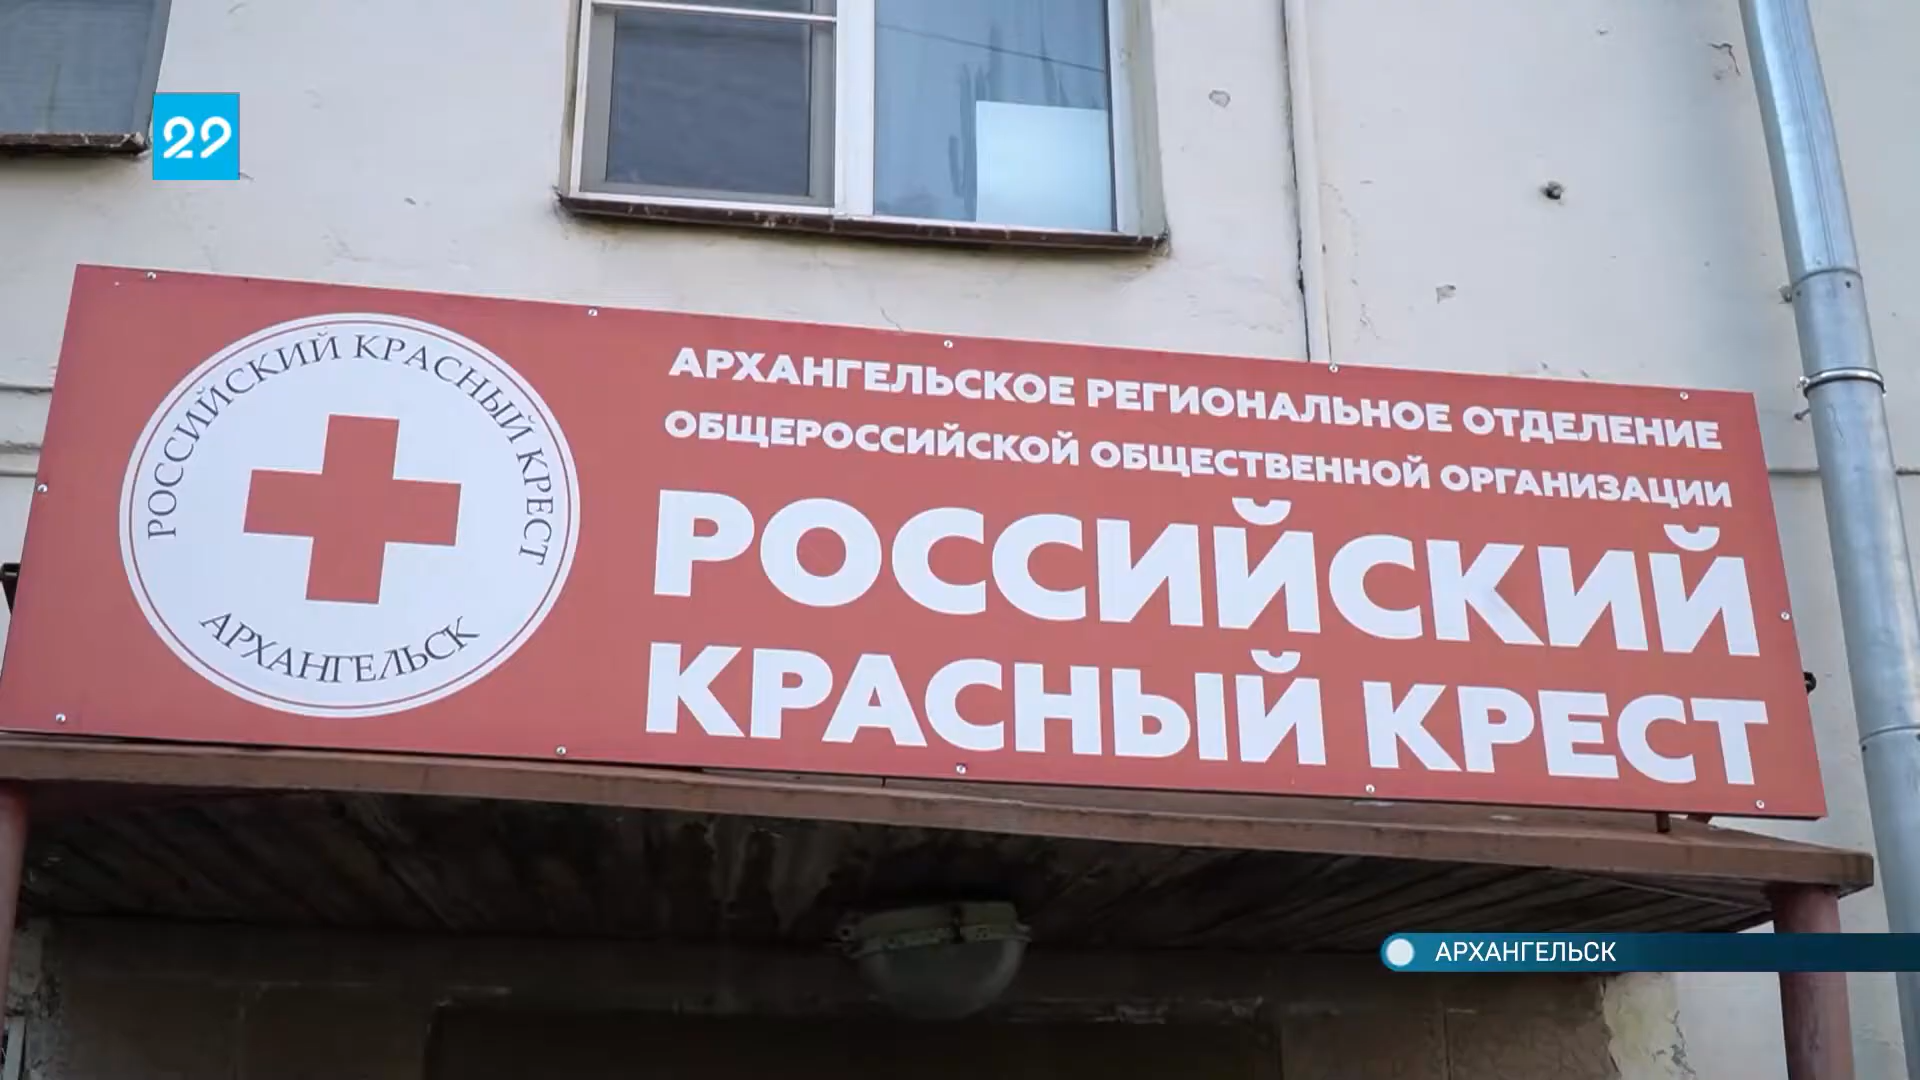 29
РОССИЙСКИЙ КРАСНЫЙ КРЕСТ
АРХАНГЕЛЬСК
АРХАНГЕЛЬСКОЕ РЕГИОНАЛЬНОЕ ОТДЕЛЕНИЕ
ОБЩЕРОССИЙСКОЙ ОБЩЕСТВЕННОЙ ОРГАНИЗАЦИИ
РОССИЙСКИЙ
КРАСНЫЙ КРЕСТ
АРХАНГЕЛЬСК